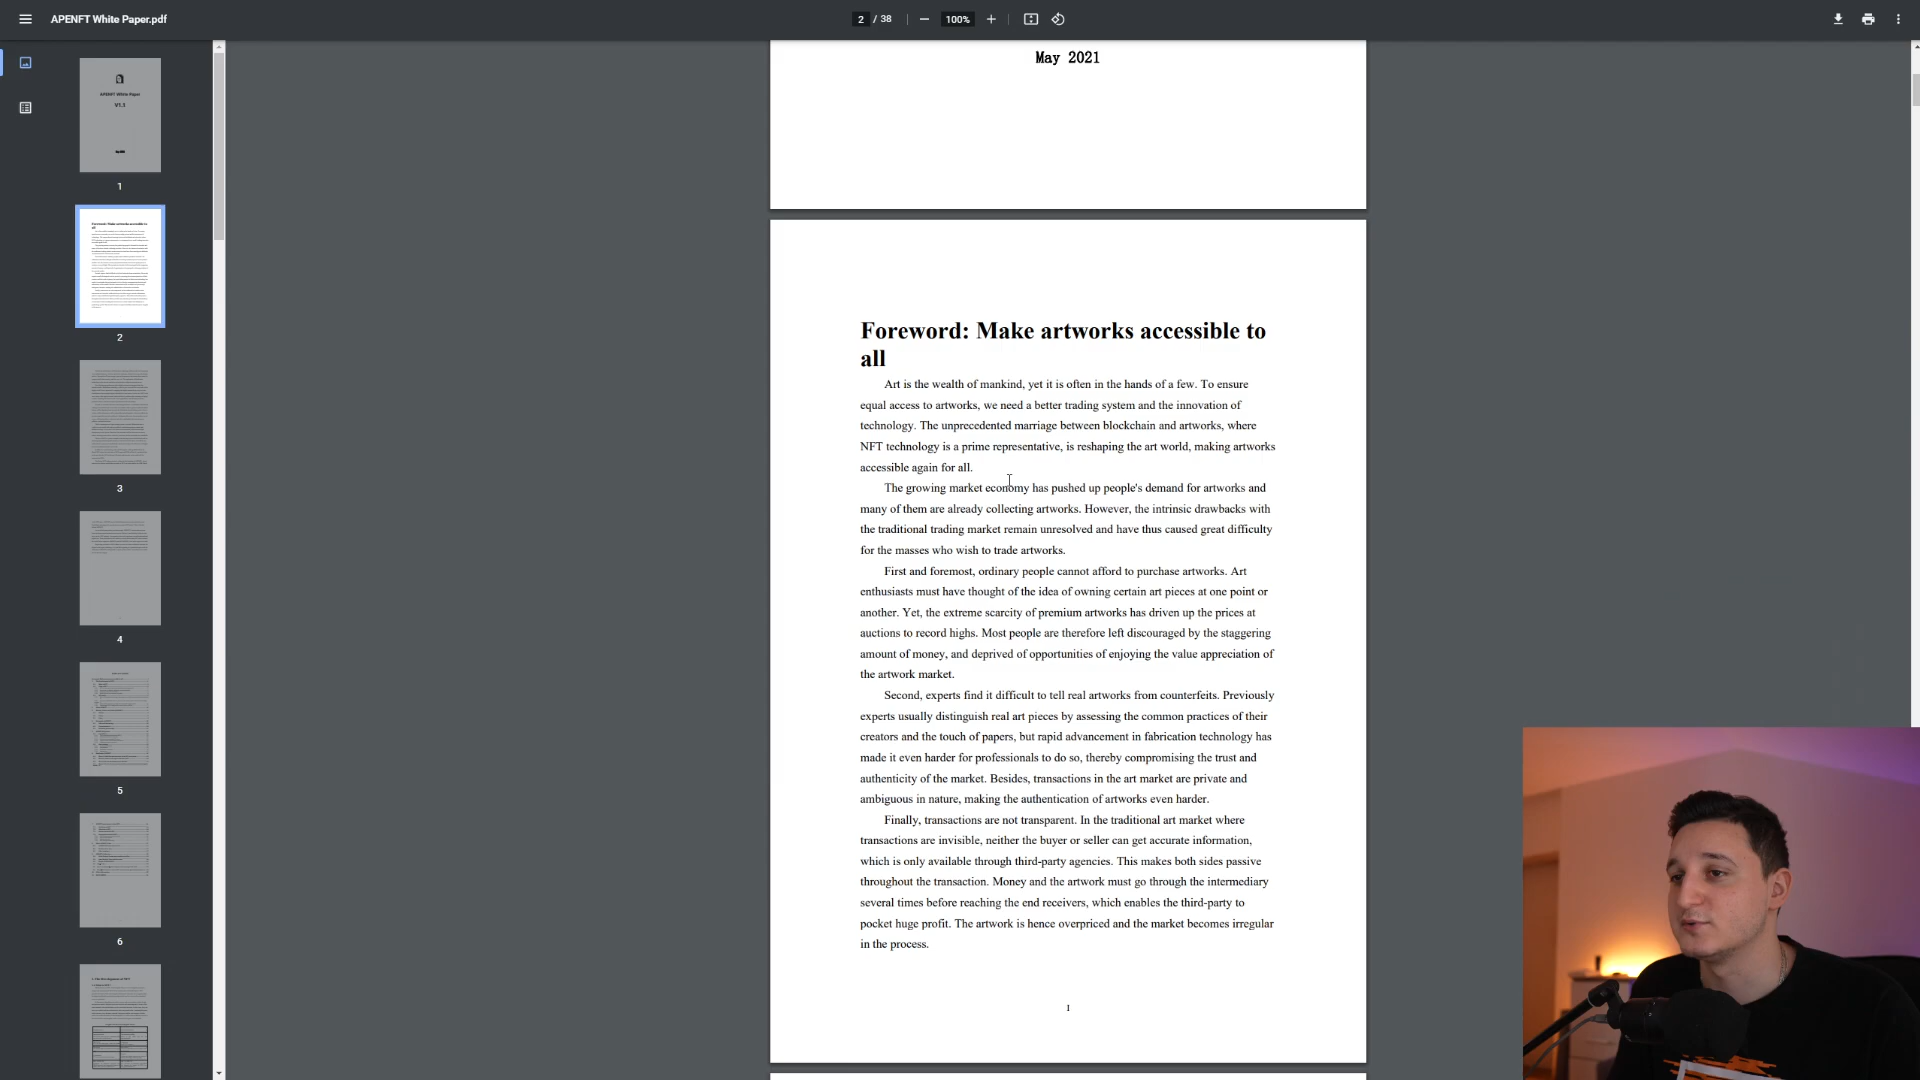 APENFT White Paper.pdf
2 / 38
100%
APENFT White Paper
V1.1
1
Foreword: Make artworks accessible to
all
2
3
4
5
6
May 2021
Foreword: Make artworks accessible to
all
Art is the wealth of mankind, yet it is often in the hands of a few. To ensure
equal access to artworks, we need a better trading system and the innovation of
technology. The unprecedented marriage between blockchain and artworks, where
NFT technology is a prime representative, is reshaping the art world, making artworks
accessible again for all.
The growing market economy has pushed up people's demand for artworks and
many of them are already collecting artworks. However, the intrinsic drawbacks with
the traditional trading market remain unresolved and have thus caused great difficulty
for the masses who wish to trade artworks.
First and foremost, ordinary people cannot afford to purchase artworks. Art
enthusiasts must have thought of the idea of owning certain art pieces at one point or
another. Yet, the extreme scarcity of premium artworks has driven up the prices at
auctions to record highs. Most people are therefore left discouraged by the staggering
amount of money, and deprived of opportunities of enjoying the value appreciation of
the artwork market.
Second, experts find it difficult to tell real artworks from counterfeits. Previously
experts usually distinguish real art pieces by assessing the common practices of their
creators and the touch of papers, but rapid advancement in fabrication technology has
made it even harder for professionals to do so, thereby compromising the trust and
authenticity of the market. Besides, transactions in the art market are private and
ambiguous in nature, making the authentication of artworks even harder.
Finally, transactions are not transparent. In the traditional art market where
transactions are invisible, neither the buyer or seller can get accurate information,
which is only available through third-party agencies. This makes both sides passive
throughout the transaction. Money and the artwork must go through the intermediary
several times before reaching the end receivers, which enables the third-party to
pocket huge profit. The artwork is hence overpriced and the market becomes irregular
in the process.
I